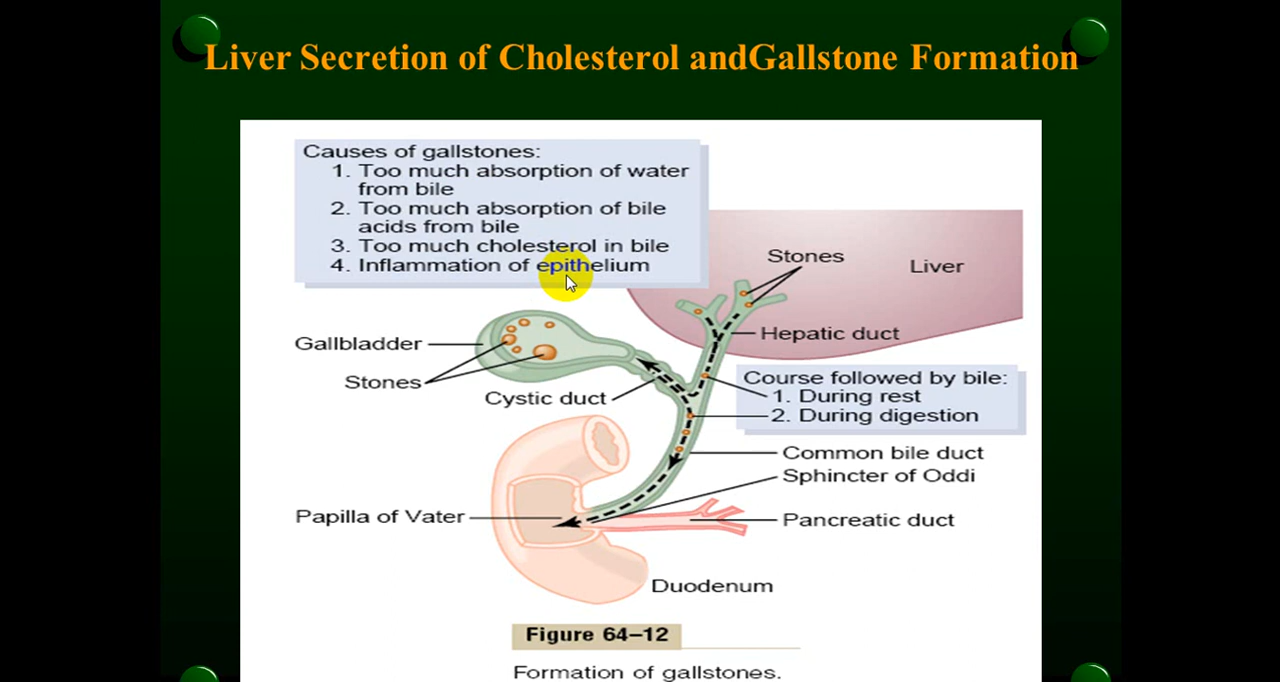 Liver Secretion of Cholesterol andGallstone Formation
Causes of gallstones:
1. Too much absorption of water
from bile
2. Too much absorption of bile
acids from bile
3. Too much cholesterol in bile
4. Inflammation of epithelium
Stones
Liver
Hepatic duct
Gallbladder
Stones
Cystic duct
Course followed by bile:
1. During rest
2. During digestion
Common bile duct
Sphincter of Oddi
Papilla of Vater
Pancreatic duct
Duodenum
Figure 64–12
Formation of gallstones.